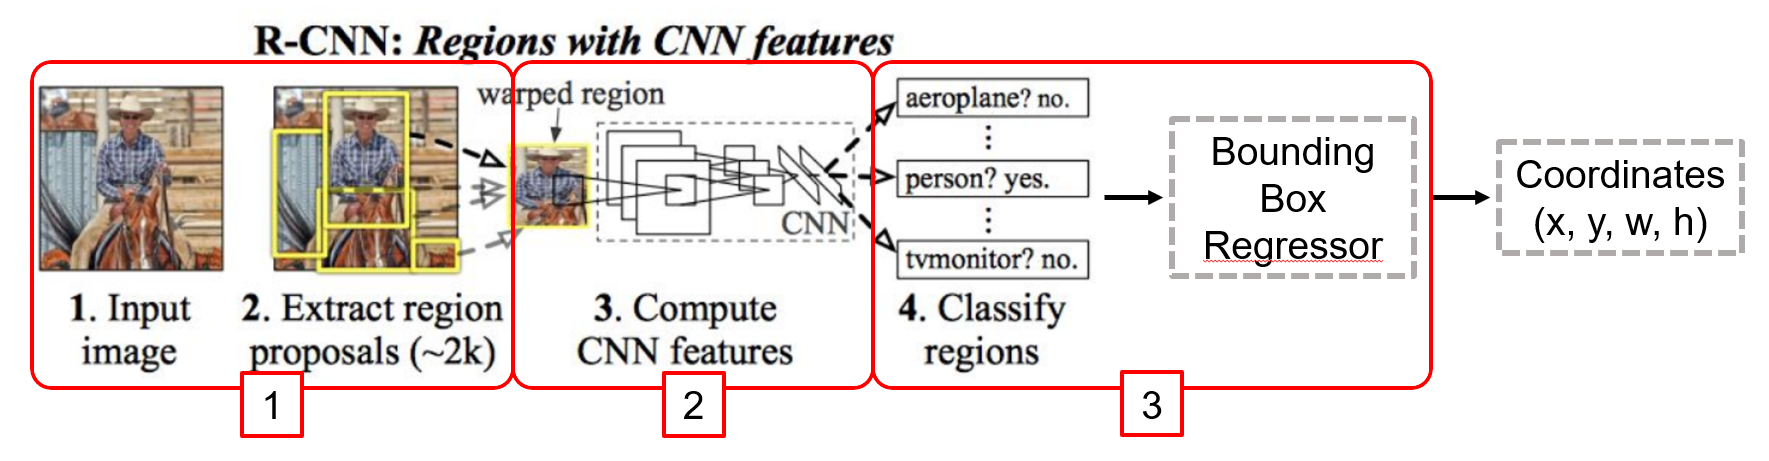 R-CNN: Regions with CNN features
warped region
1. Input
image
2. Extract region
proposals (~2k)
CNN
3. Compute
CNN features
aeroplane? no.
⋮
person? yes.
⋮
tvmonitor? no.
4. Classify
regions
Bounding
Box
Regressor
Coordinates
(x, y, w, h)
1
2
3